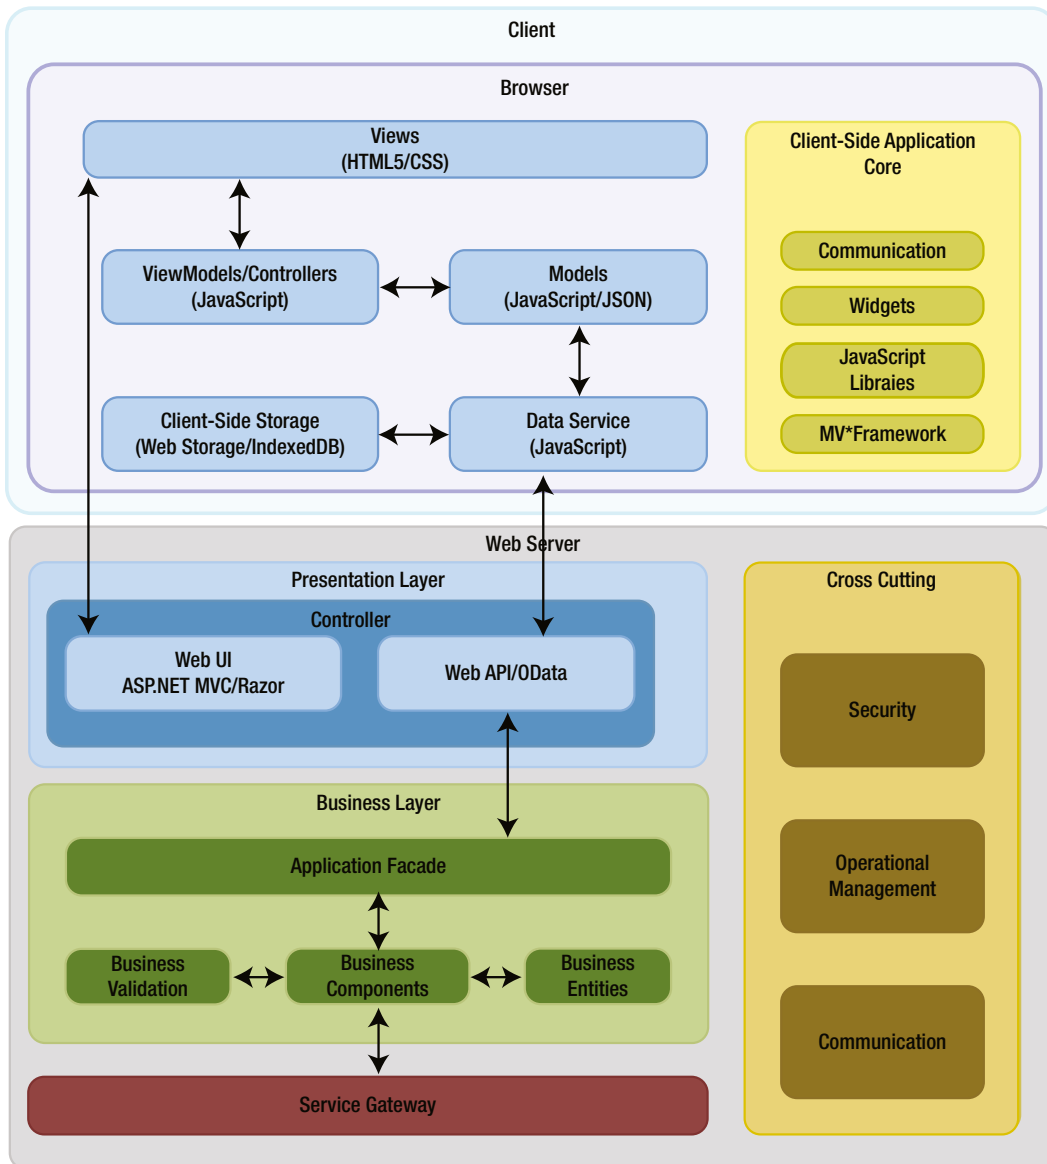 Client
Browser
Views
(HTML5/CSS)
ViewModels/Controllers
(JavaScript)
Models
(JavaScript/JSON)
Client-Side Storage
(Web Storage/IndexedDB)
Data Service
(JavaScript)
Client-Side Application
Core
Communication
Widgets
JavaScript
Libraies
MV*Framework
Web Server
Presentation Layer
Controller
Web UI
ASP.NET MVC/Razor
Web API/OData
Business Layer
Application Facade
Business
Validation
Business
Components
Business
Entities
Service Gateway
Cross Cutting
Security
Operational
Management
Communication